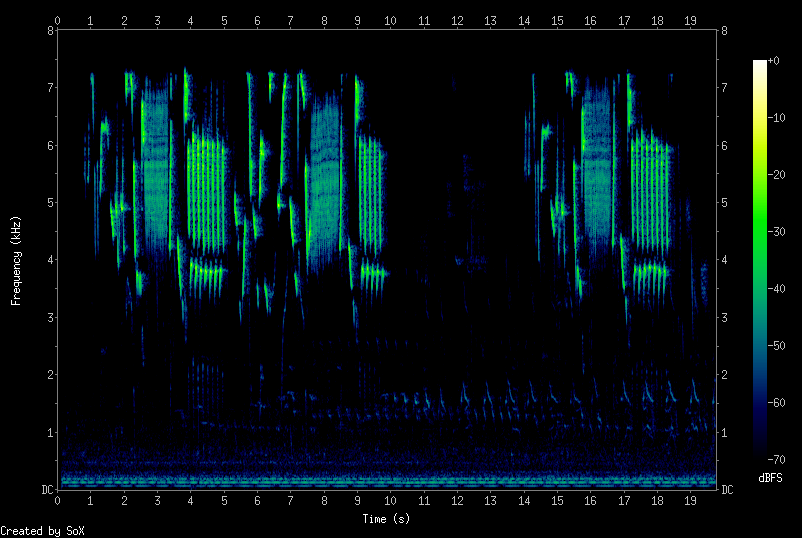 0 1 2 3 4 5 6 7 8 9 10 11 12 13 14 15 16 17 18 19
8 8
7 7 +0
6 6 -10
5 5 -20
4 4 -30
3 3 -40
2 2 -50
1 1 -60
DC DC -70
dBFS
Frequency (kHz)
0 1 2 3 4 5 6 7 8 9 10 11 12 13 14 15 16 17 18 19
Time (s)
Created by SoX